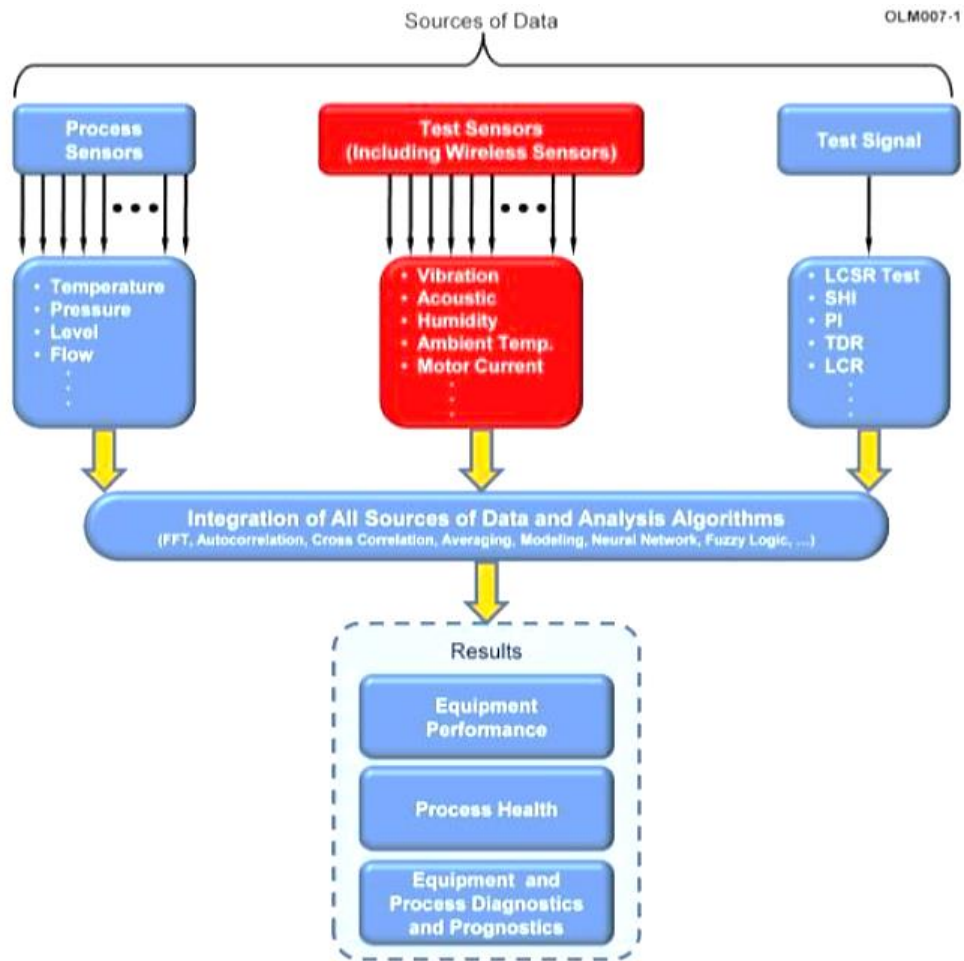 Sources of Data
OLM007-1
Process
Sensors
Test Sensors
(Including Wireless Sensors)
Test Signal
• Temperature
• Pressure
• Level
• Flow
• Vibration
• Acoustic
• Humidity
• Ambient Temp.
• Motor Current
• LCSR Test
• SHI
• PI
• TDR
• LCR
Integration of All Sources of Data and Analysis Algorithms
(FFT, Autocorrelation, Cross Correlation, Averaging, Modeling, Neural Network, Fuzzy Logic, ...)
Results
Equipment
Performance
Process Health
Equipment and
Process Diagnostics
and Prognostics